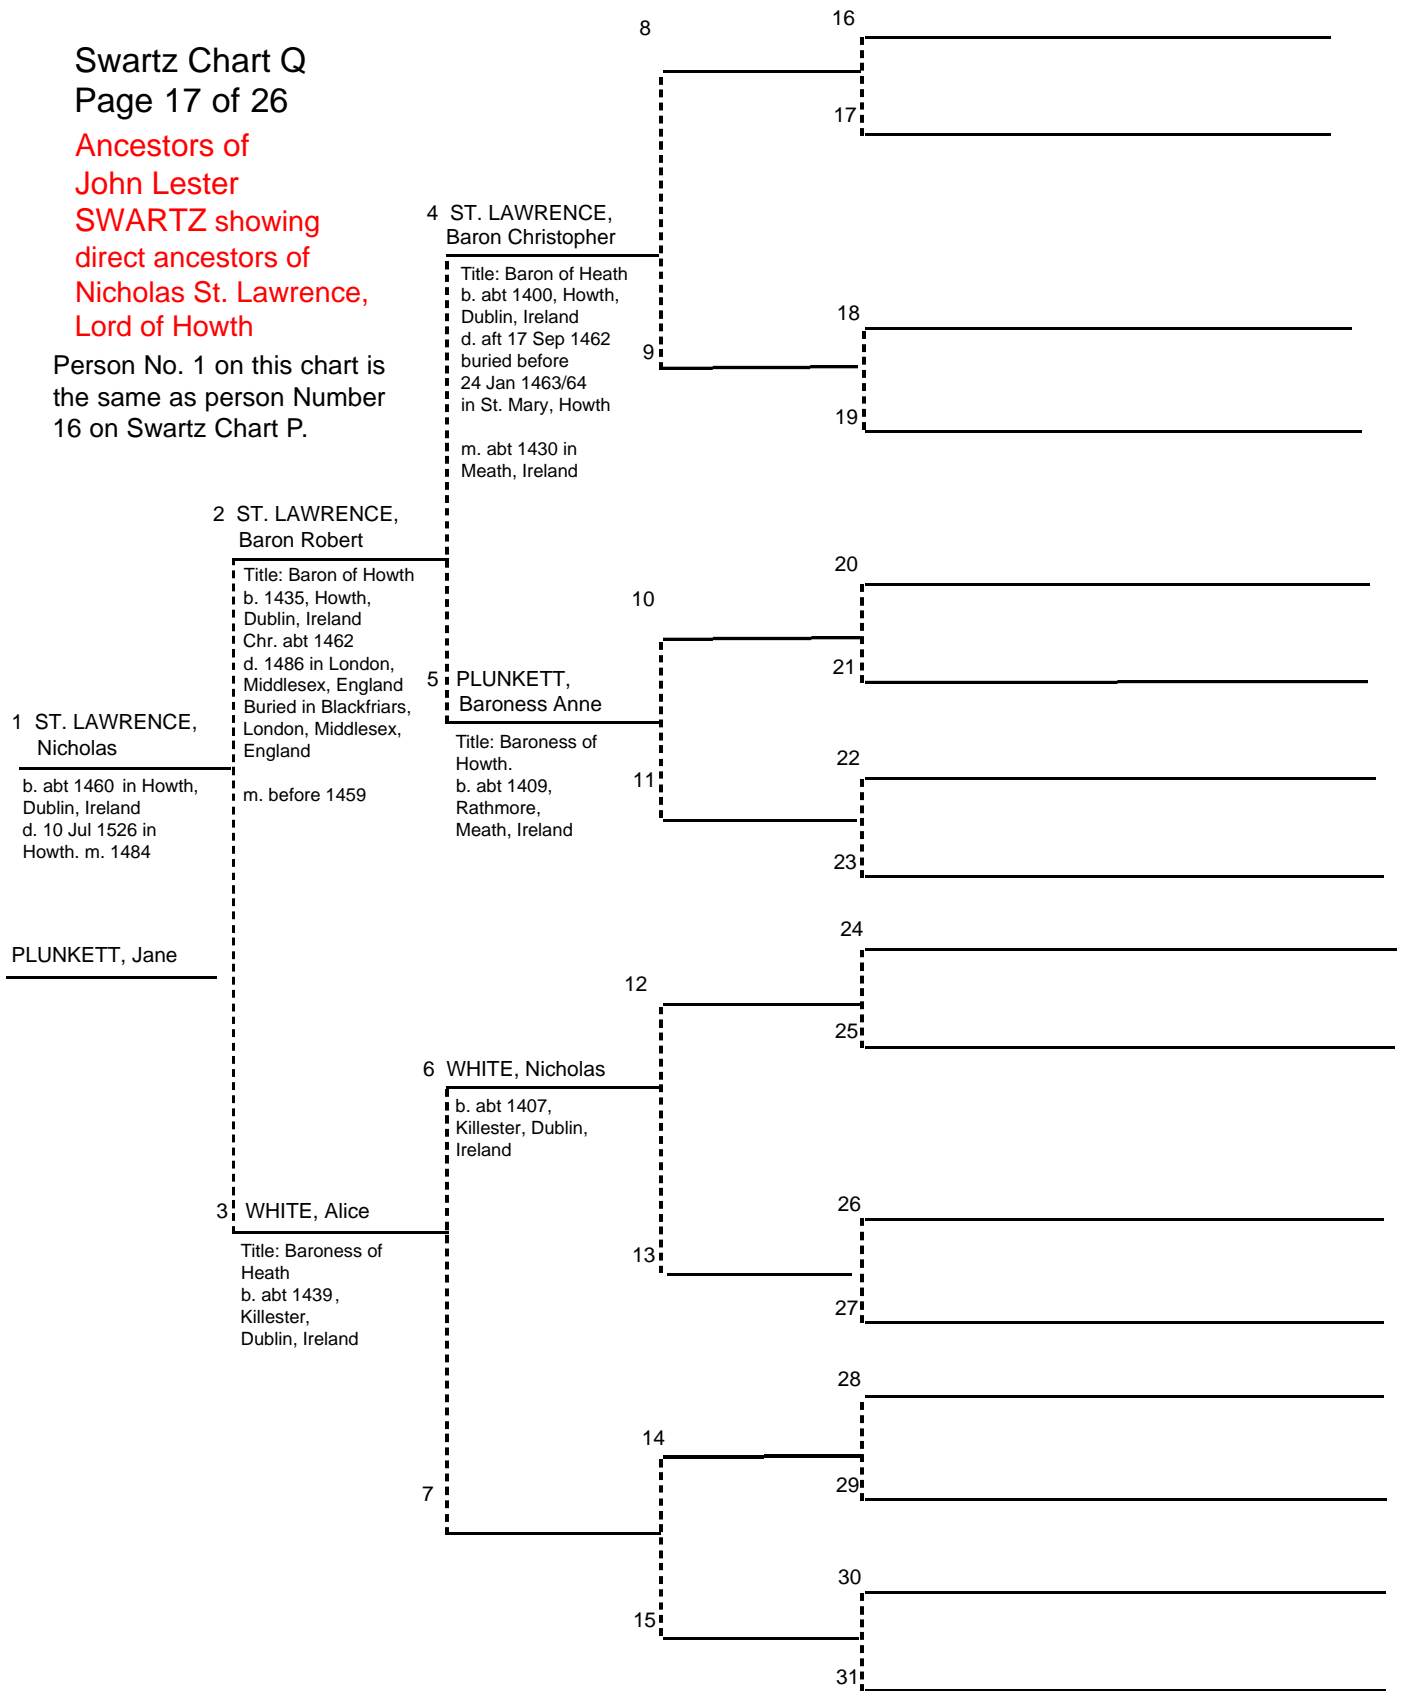 Swartz Chart Q
Page 17 of 26
Ancestors of
John Lester
SWARTZ showing
direct ancestors of
Nicholas St. Lawrence,
Lord of Howth
Person No. 1 on this chart is
the same as person Number
16 on Swartz Chart P.
1 ST. LAWRENCE,
Nicholas
b. abt 1460 in Howth,
Dublin, Ireland
d. 10 Jul 1526 in
Howth. m. 1484
PLUNKETT, Jane
2 ST. LAWRENCE,
Baron Robert
Title: Baron of Howth
b. 1435, Howth,
Dublin, Ireland
Chr. abt 1462
d. 1486 in London,
Middlesex, England
Buried in Blackfriars,
London, Middlesex,
England
m. before 1459
3 WHITE, Alice
Title: Baroness of
Heath
b. abt 1439,
Killester,
Dublin, Ireland
4 ST. LAWRENCE,
Baron Christopher
Title: Baron of Heath
b. abt 1400, Howth,
Dublin, Ireland
d. aft 17 Sep 1462
buried before
24 Jan 1463/64
in St. Mary, Howth
m. abt 1430 in
Meath, Ireland
5 PLUNKETT,
Baroness Anne
Title: Baroness of
Howth.
b. abt 1409,
Rathmore,
Meath, Ireland
6 WHITE, Nicholas
b. abt 1407,
Killester, Dublin,
Ireland
7
8
9
10
11
12
13
14
15
16
17
18
19
20
21
22
23
24
25
26
27
28
29
30
31